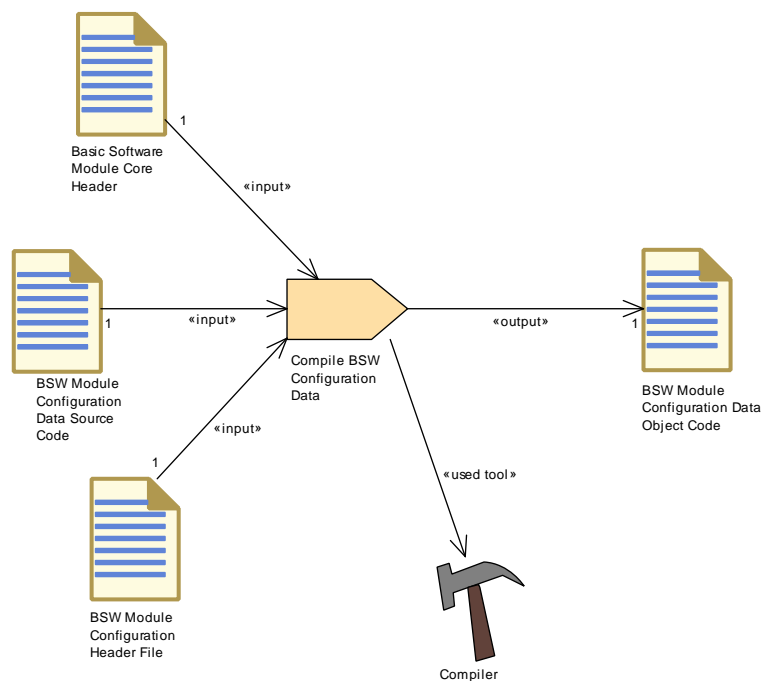 1
Basic Software
Module Core
Header
«input»
1
«input»
BSW Module
Configuration
Data Source
Code
Compile BSW
Configuration
Data
«output»
1
BSW Module
Configuration Data
Object Code
«input»
1
BSW Module
Configuration
Header File
«used tool»
Compiler